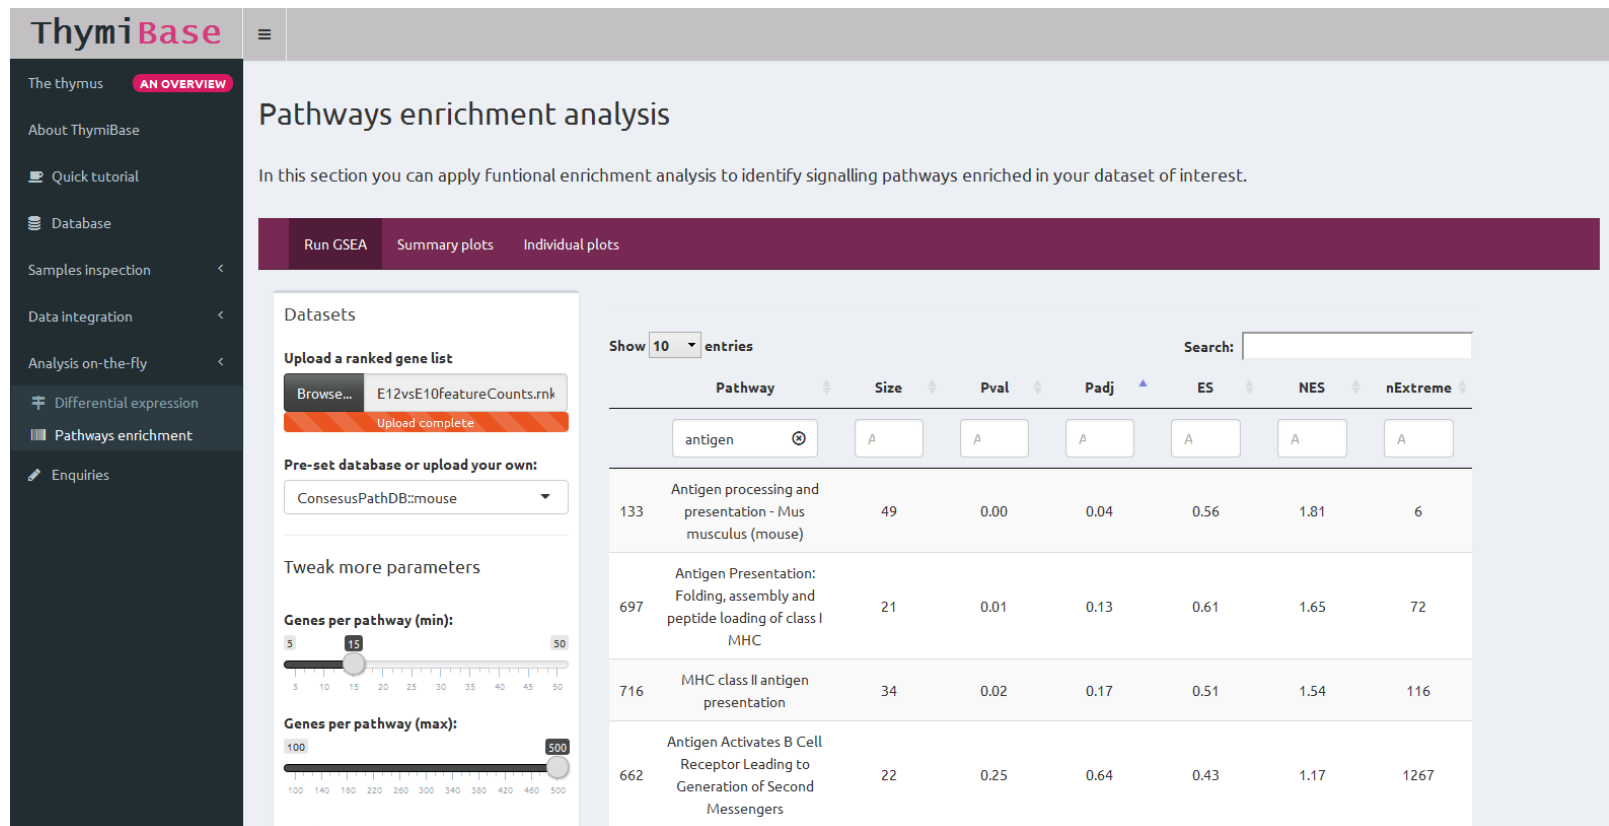 ThymiBase
The thymus AN OVERVIEW
About ThymiBase
Quick tutorial
Database
Samples inspection
Data integration
Analysis on-the-fly
Differential expression
Pathways enrichment
Enquiries
Pathways enrichment analysis
In this section you can apply funtional enrichment analysis to identify signalling pathways enriched in your dataset of interest.
Run GSEA Summary plots Individual plots
Datasets
Upload a ranked gene list
Browse... E12vsE10featureCounts.rnk
Upload complete
Pre-set database or upload your own:
ConsesusPathDB::mouse
Tweak more parameters
Genes per pathway (min):
5 15 50
5 10 15 20 25 30 35 40 45 50
Genes per pathway (max):
100 500
100 140 180 220 260 300 340 380 420 460 500
Show 10 entries Search:
Pathway Size Pval Padj ES NES nExtreme
antigen A A A A A A
Antigen processing and
133 presentation - Mus 49 0.00 0.04 0.56 1.81 6
musculus (mouse)
Antigen Presentation:
697 Folding, assembly and 21 0.01 0.13 0.61 1.65 72
peptide loading of class I
MHC
716 MHC class II antigen 34 0.02 0.17 0.51 1.54 116
presentation
Antigen Activates B Cell
662 Receptor Leading to 22 0.25 0.64 0.43 1.17 1267
Generation of Second
Messengers